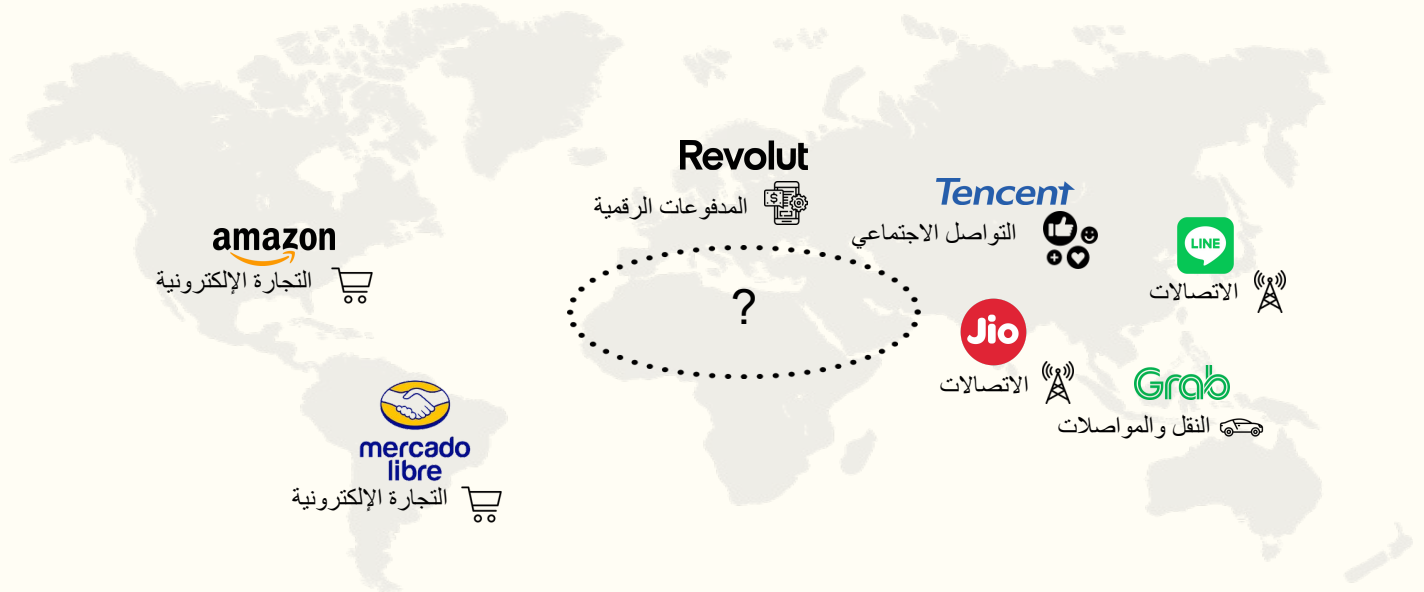 Revolut
المدفوعات الرقمية
Tencent
التواصل الاجتماعي
amazon
التجارة الإلكترونية
LINE
الاتصالات
?
Jio
الاتصالات
Grab
النقل والمواصلات
mercado
libre
التجارة الإلكترونية